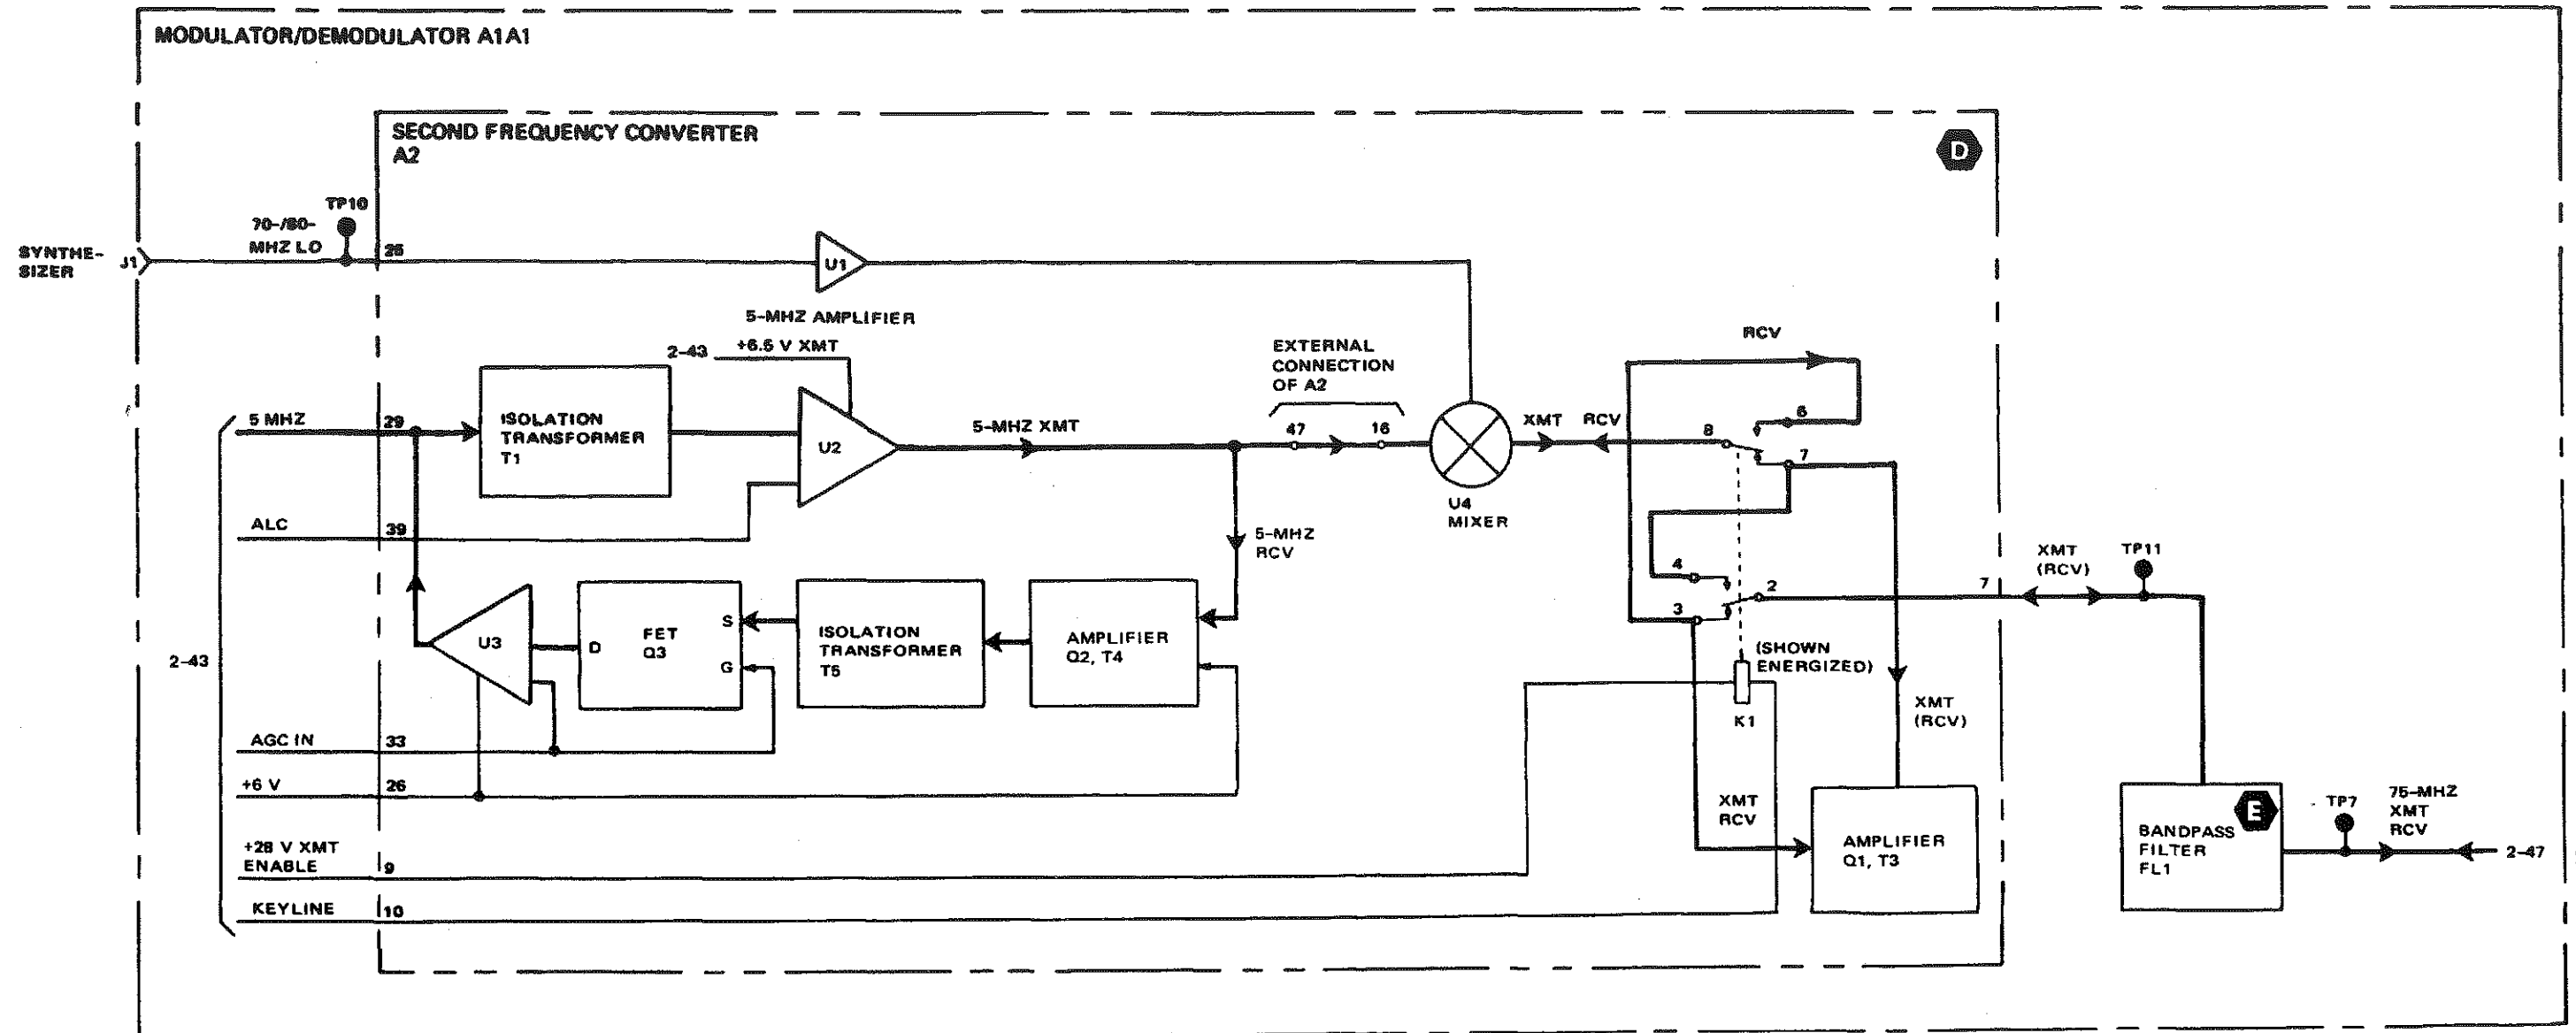 MODULATOR/DEMODULATOR A1A1
SECOND FREQUENCY CONVERTER
A2
D
TP10
70-/80-
MHZ LO
25
SYNTHE-
SIZER
J1
U1
5-MHZ AMPLIFIER
2-43
+6.5 V XMT
EXTERNAL
CONNECTION
OF A2
RCV
5 MHZ
29
ISOLATION
TRANSFORMER
T1
U2
5-MHZ XMT
47
16
XMT
RCV
8
6
7
U4
MIXER
ALC
39
5-MHZ
RCV
4
2
3
7
XMT
(RCV)
TP11
U3
D
FET
Q3
S
G
ISOLATION
TRANSFORMER
T5
AMPLIFIER
Q2, T4
(SHOWN
ENERGIZED)
K1
XMT
(RCV)
2-43
AGC IN
33
+6 V
26
XMT
RCV
AMPLIFIER
Q1, T3
E
BANDPASS
FILTER
FL1
TP7
75-MHZ
XMT
RCV
2-47
+28 V XMT
ENABLE
9
KEYLINE
10